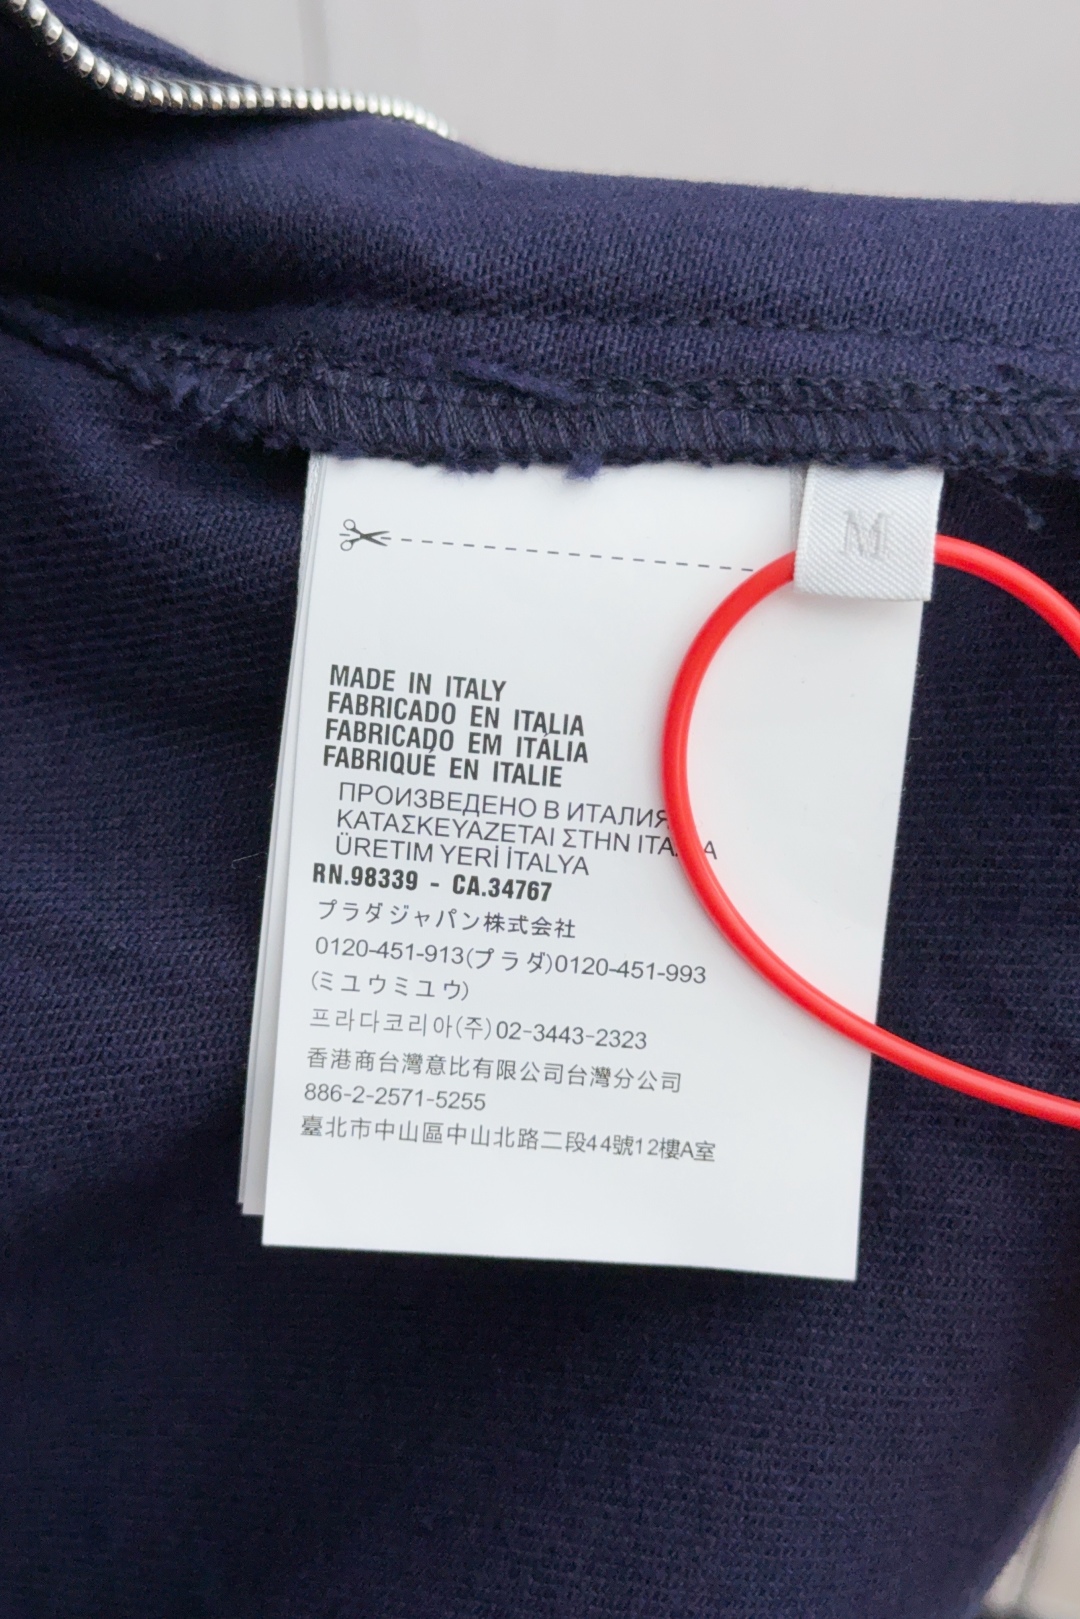 M
MADE IN ITALY
FABRICADO EN ITALIA
FABRICADO EM ITÁLIA
FABRIQUÉ EN ITALIE
ПРОИЗВЕДЕНО В ИТАЛИЯ
ΚΑΤΑΣΚΕΥΑΖΕΤΑΙ ΣΤΗΝ
ÜRETIM YERİ İTALYA
RN.98339 - CA.34767
プラダジャパン株式会社
0120-451-913(プラダ)0120-451-993
(ミユウミユウ)
프라다코리아(주)02-3443-2323
香港商台灣意比有限公司台灣分公司
886-2-2571-5255
臺北市中山區中山北路二段44號12樓A室